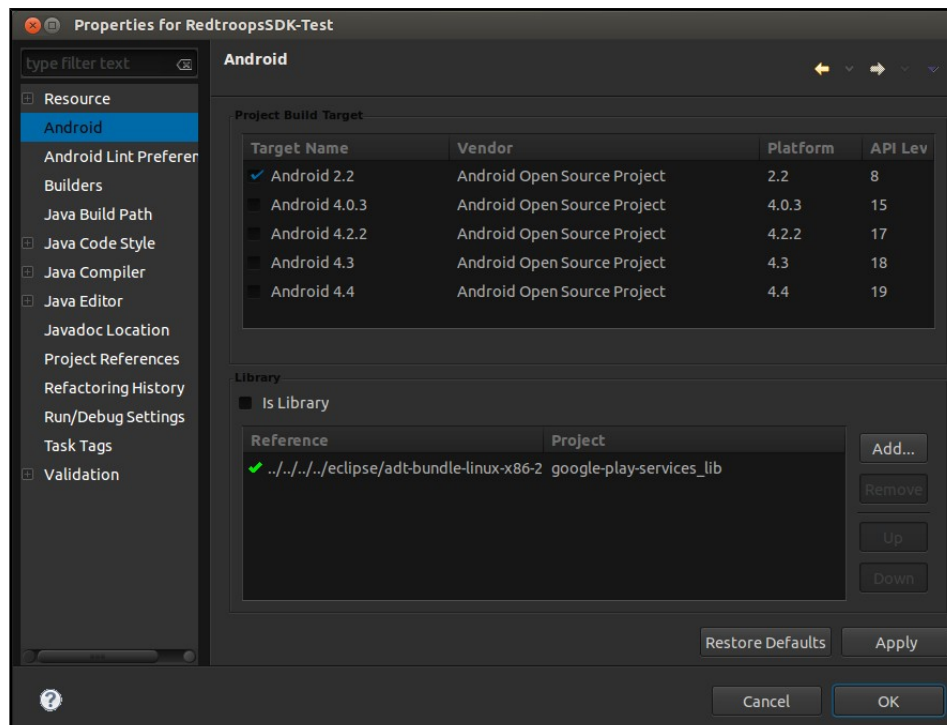 Properties for RedtroopsSDK-Test
type filter text
Resource
Android
Android Lint Preferen
Builders
Java Build Path
Java Code Style
Java Compiler
Java Editor
Javadoc Location
Project References
Refactoring History
Run/Debug Settings
Task Tags
Validation
Android
Project Build Target
Target Name Vendor Platform API Lev
Android 2.2 Android Open Source Project 2.2 8
Android 4.0.3 Android Open Source Project 4.0.3 15
Android 4.2.2 Android Open Source Project 4.2.2 17
Android 4.3 Android Open Source Project 4.3 18
Android 4.4 Android Open Source Project 4.4 19
Library
Is Library
Reference Project
../../../../eclipse/adt-bundle-linux-x86-2 google-play-services_lib
Add...
Remove
Up
Down
Restore Defaults Apply
Cancel OK